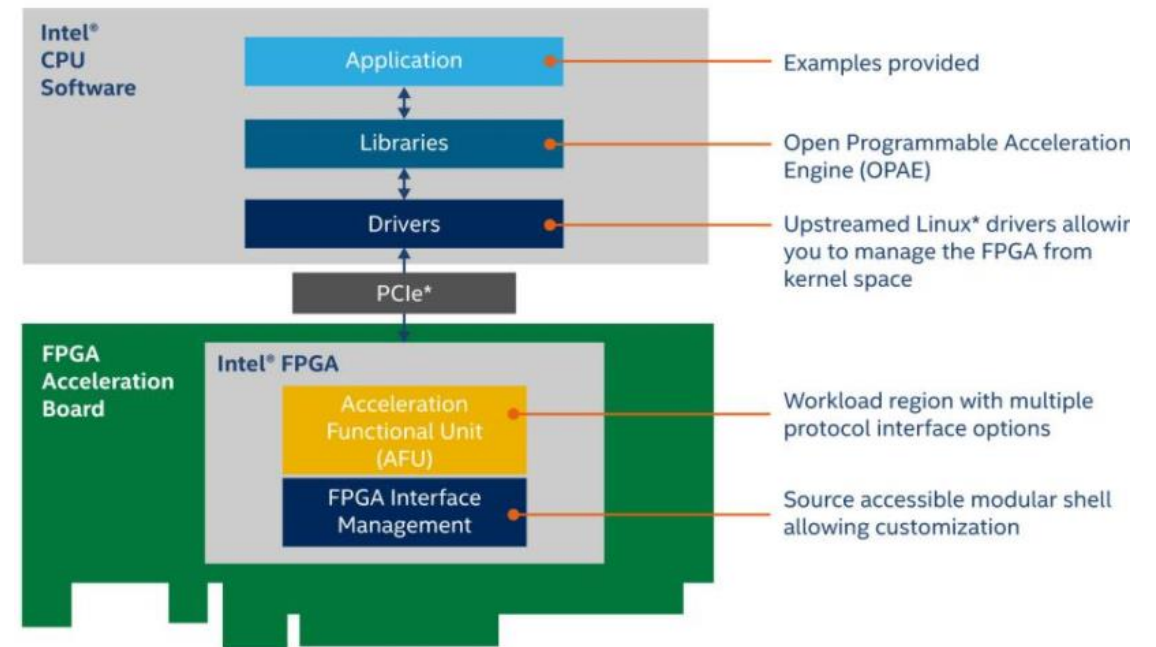 Intel®
CPU
Software
Application
Examples provided
Libraries
Open Programmable Acceleration
Engine (OPAE)
Drivers
Upstreamed Linux* drivers allowir
you to manage the FPGA from
kernel space
PCIe*
FPGA
Acceleration
Board
Intel® FPGA
Acceleration
Functional Unit
(AFU)
Workload region with multiple
protocol interface options
FPGA Interface
Management
Source accessible modular shell
allowing customization